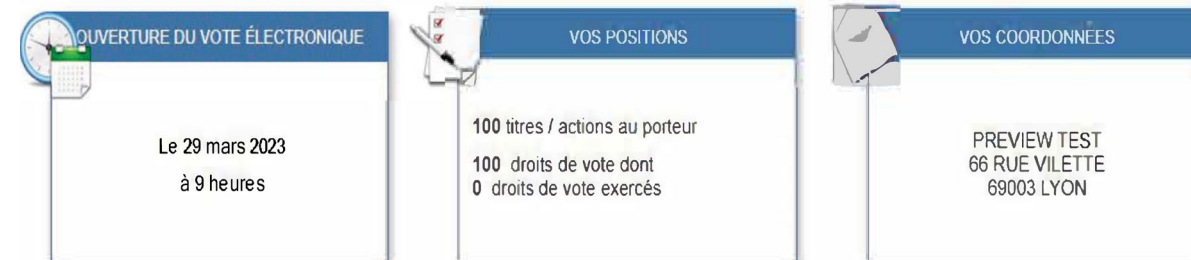 OUVERTURE DU VOTE ÉLECTRONIQUE
Le 29 mars 2023
à 9 heures
VOS POSITIONS
100 titres / actions au porteur
100 droits de vote dont
0 droits de vote exercés
VOS COORDONNÉES
PREVIEW TEST
66 RUE VILETTE
69003 LYON